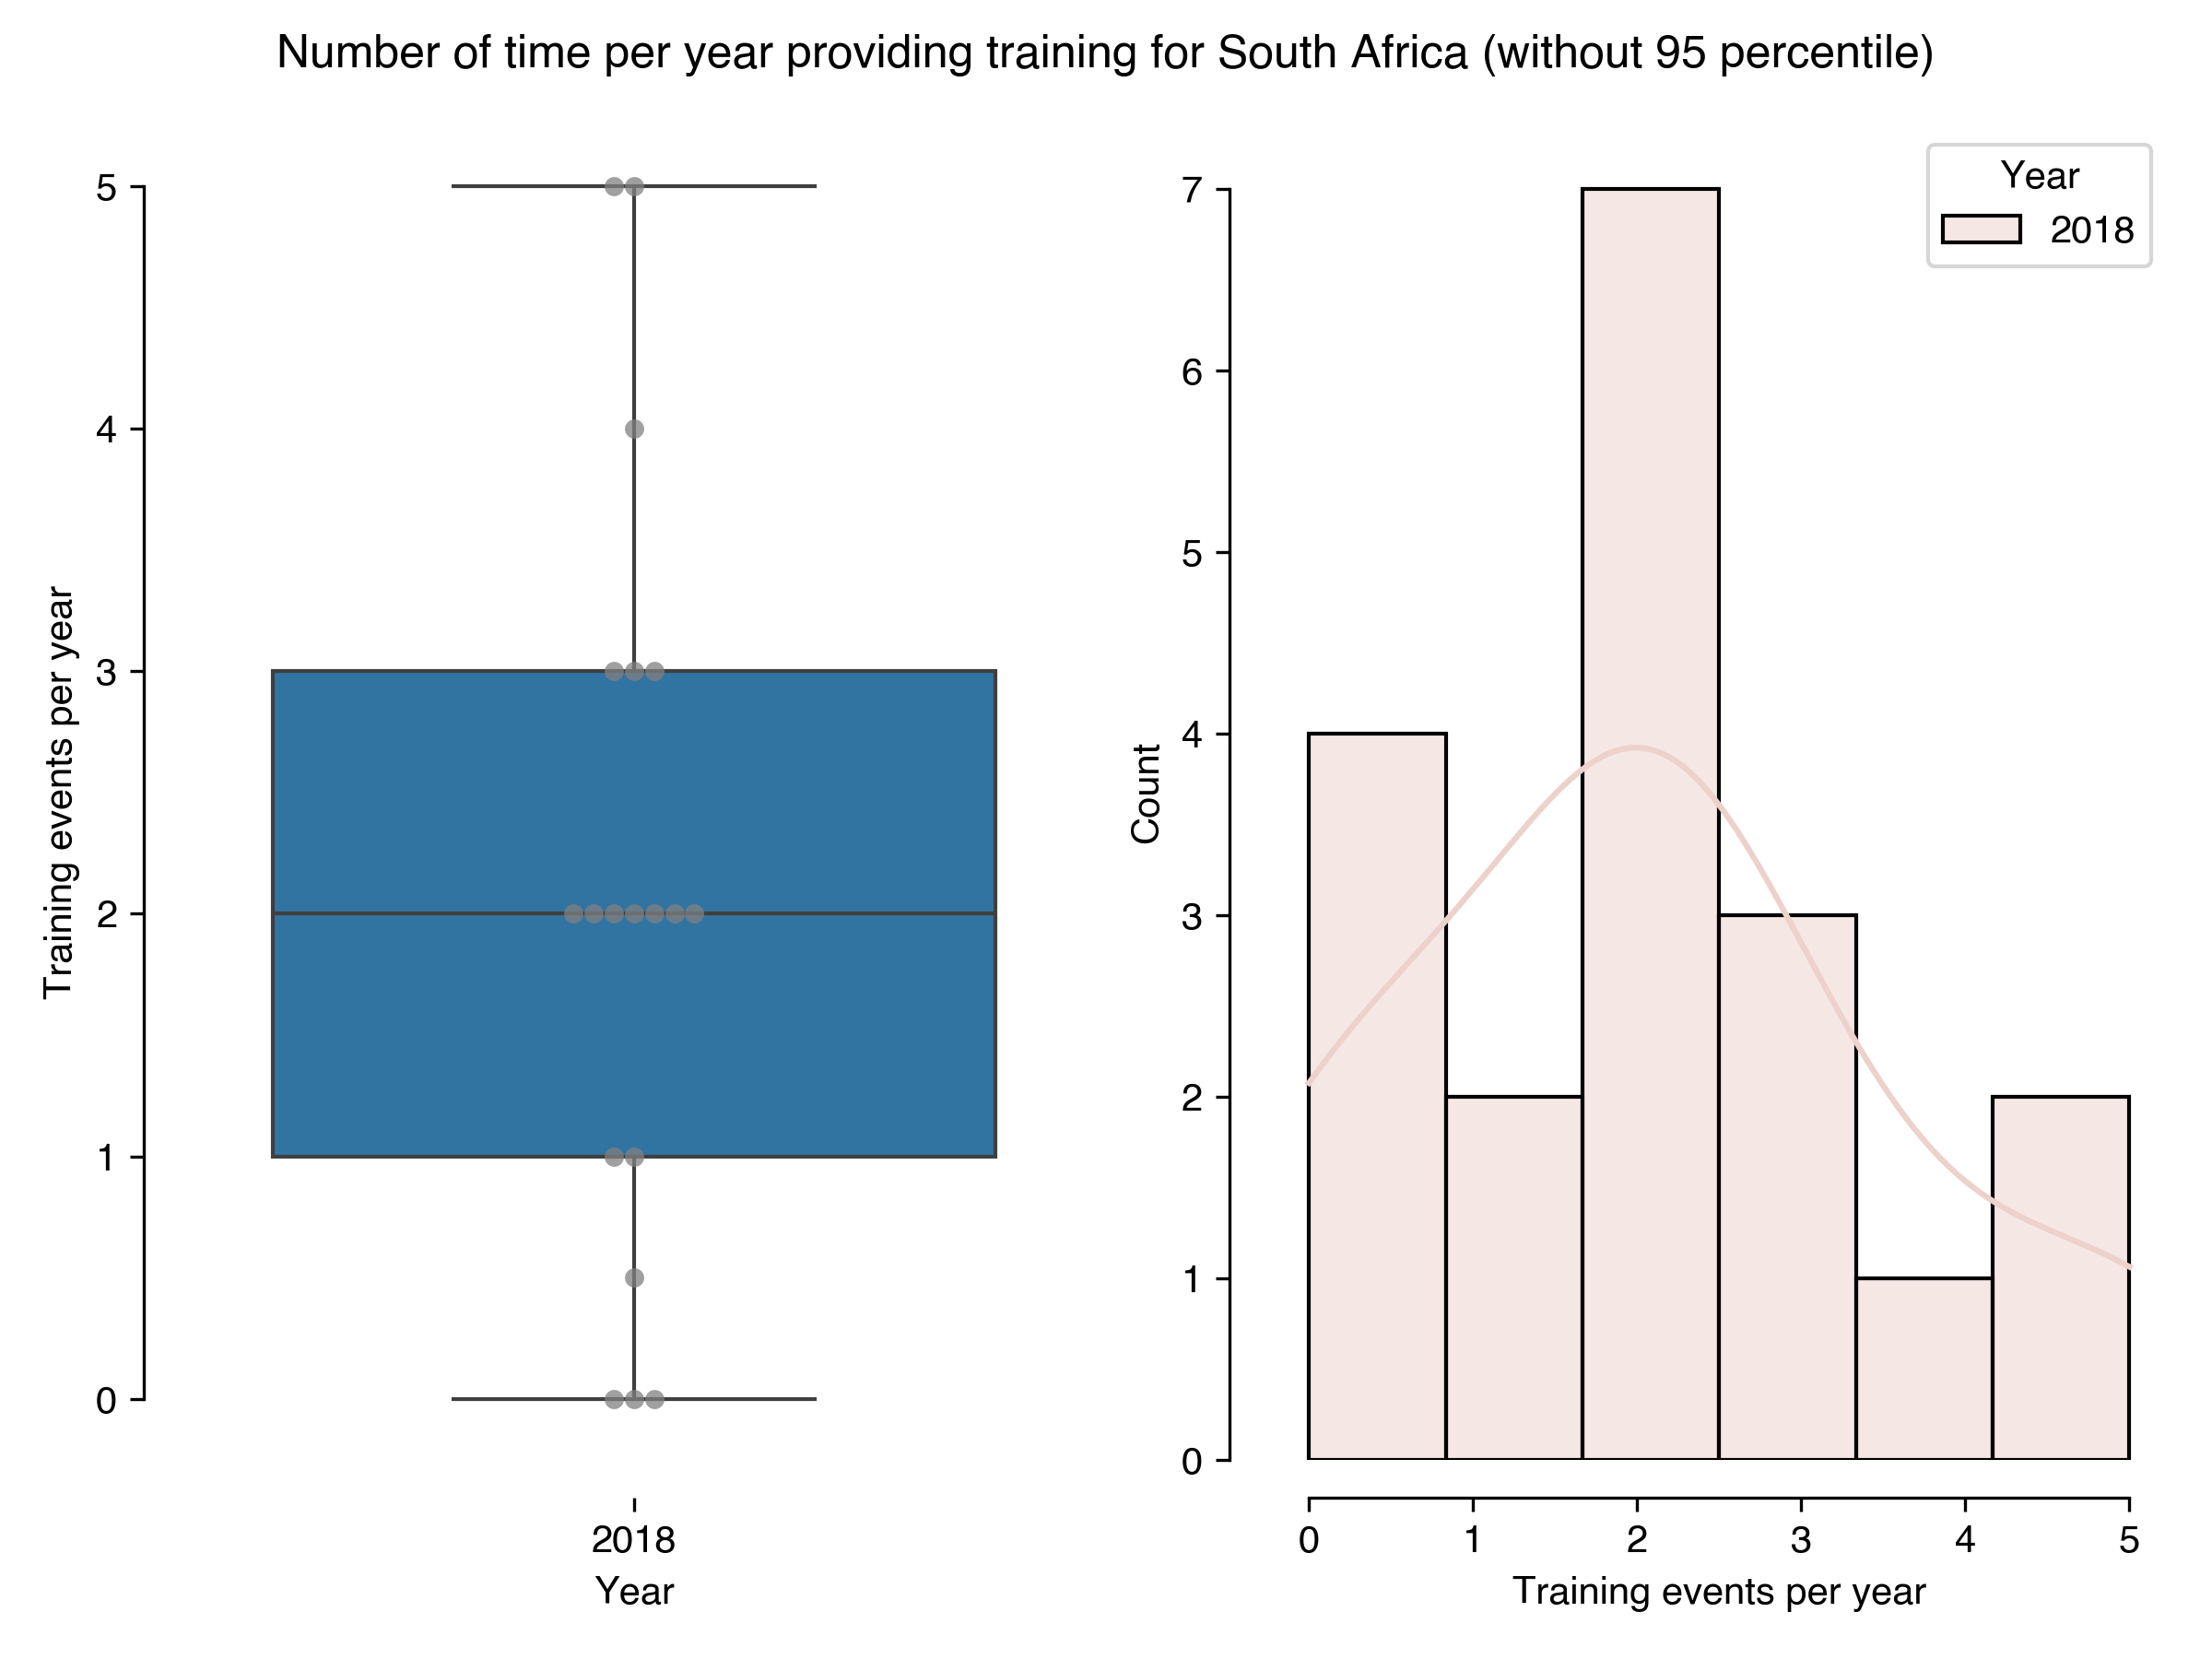 Number of time per year providing training for South Africa (without 95 percentile)
Training events per year
5
4
3
2
1
0
2018
Year
Count
7
6
5
4
3
2
1
0
0 1 2 3 4 5
Training events per year
Year
2018